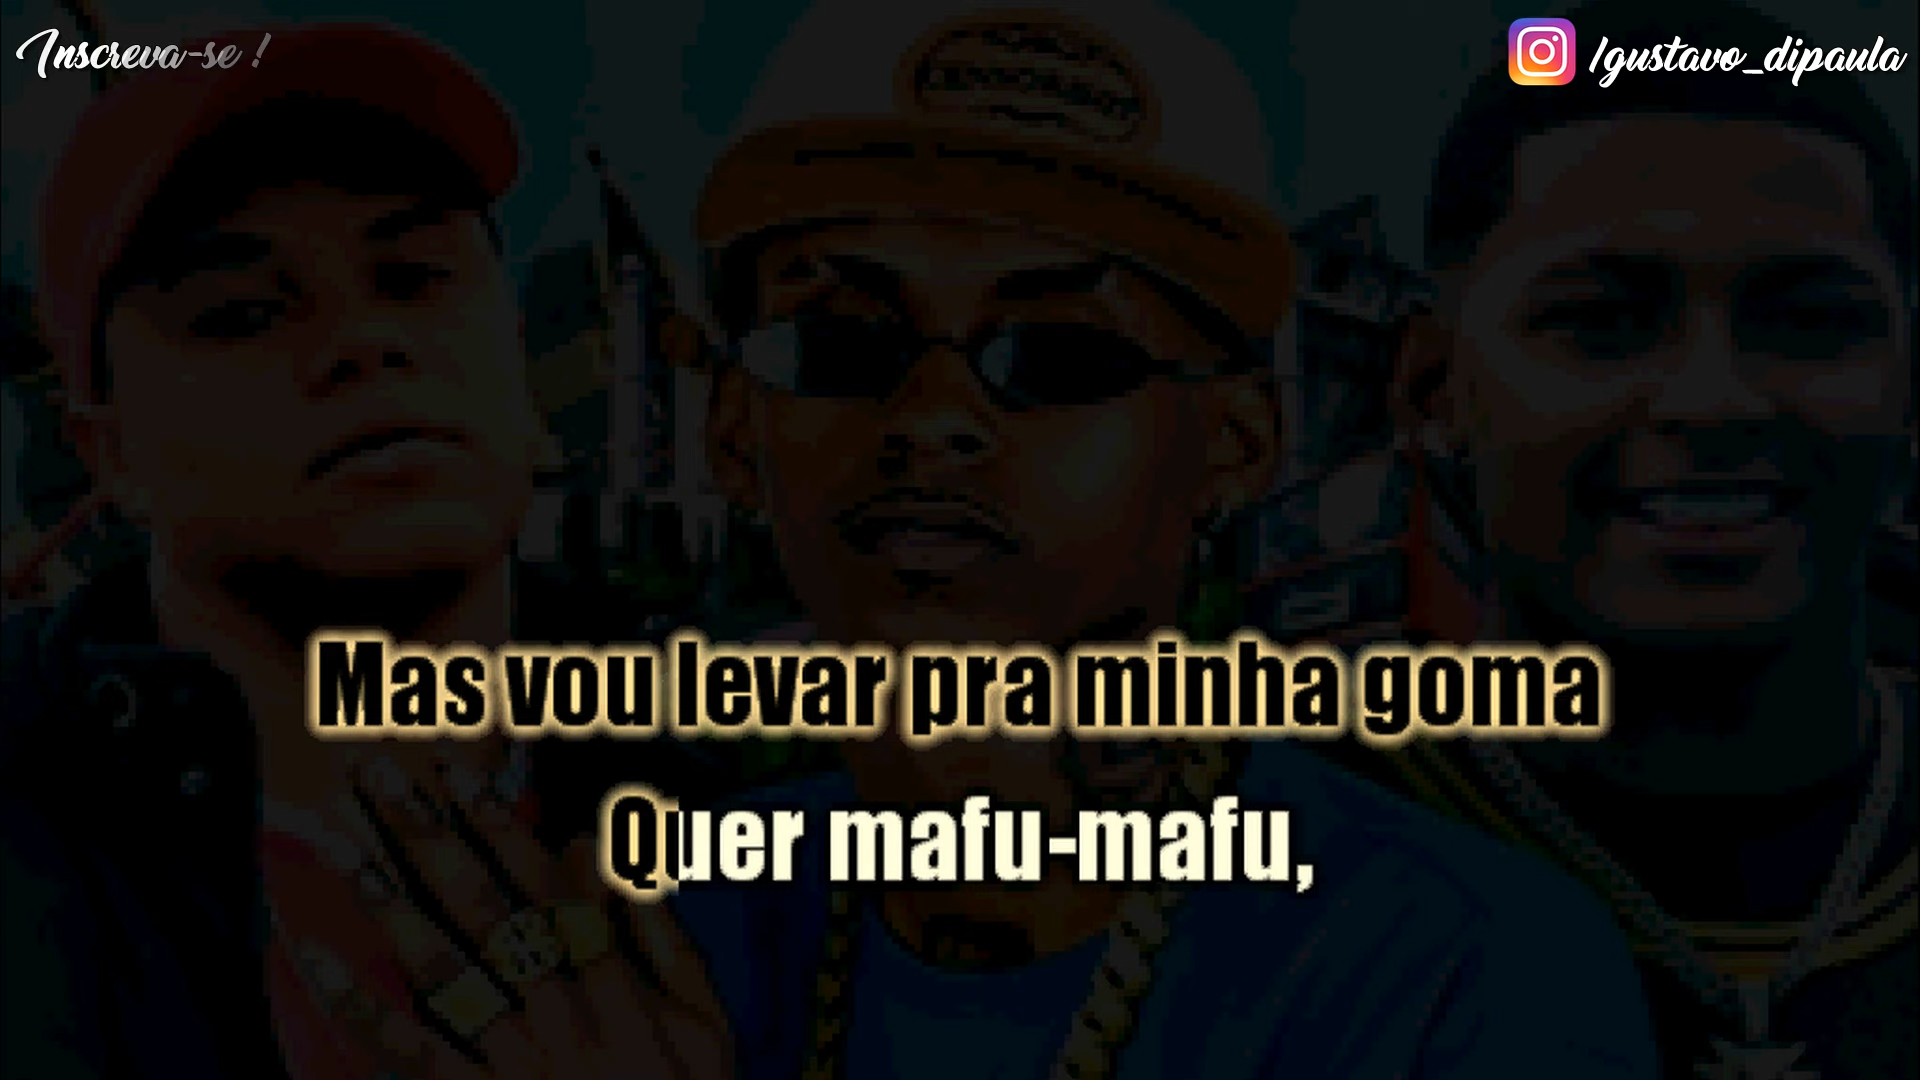 Inscreva-se !
/gustavo_dipaula
Mas vou levar pra minha goma
Quer mafu-mafu,